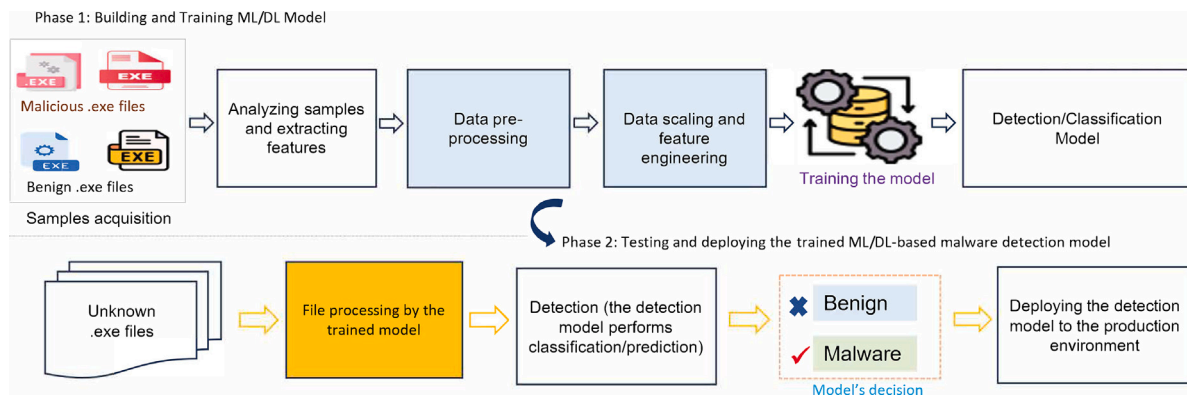 Phase 1: Building and Training ML/DL Model
.EXE
EXE
Malicious .exe files
EXE
EXE
Benign .exe files
Samples acquisition
Analyzing samples
and extracting
features
Data pre-
processing
Data scaling and
feature
engineering
Training the model
Detection/Classification
Model
Phase 2: Testing and deploying the trained ML/DL-based malware detection model
Unknown
.exe files
File processing by the
trained model
Detection (the detection
model performs
classification/prediction)
Benign
Malware
Model's decision
Deploying the detection
model to the production
environment